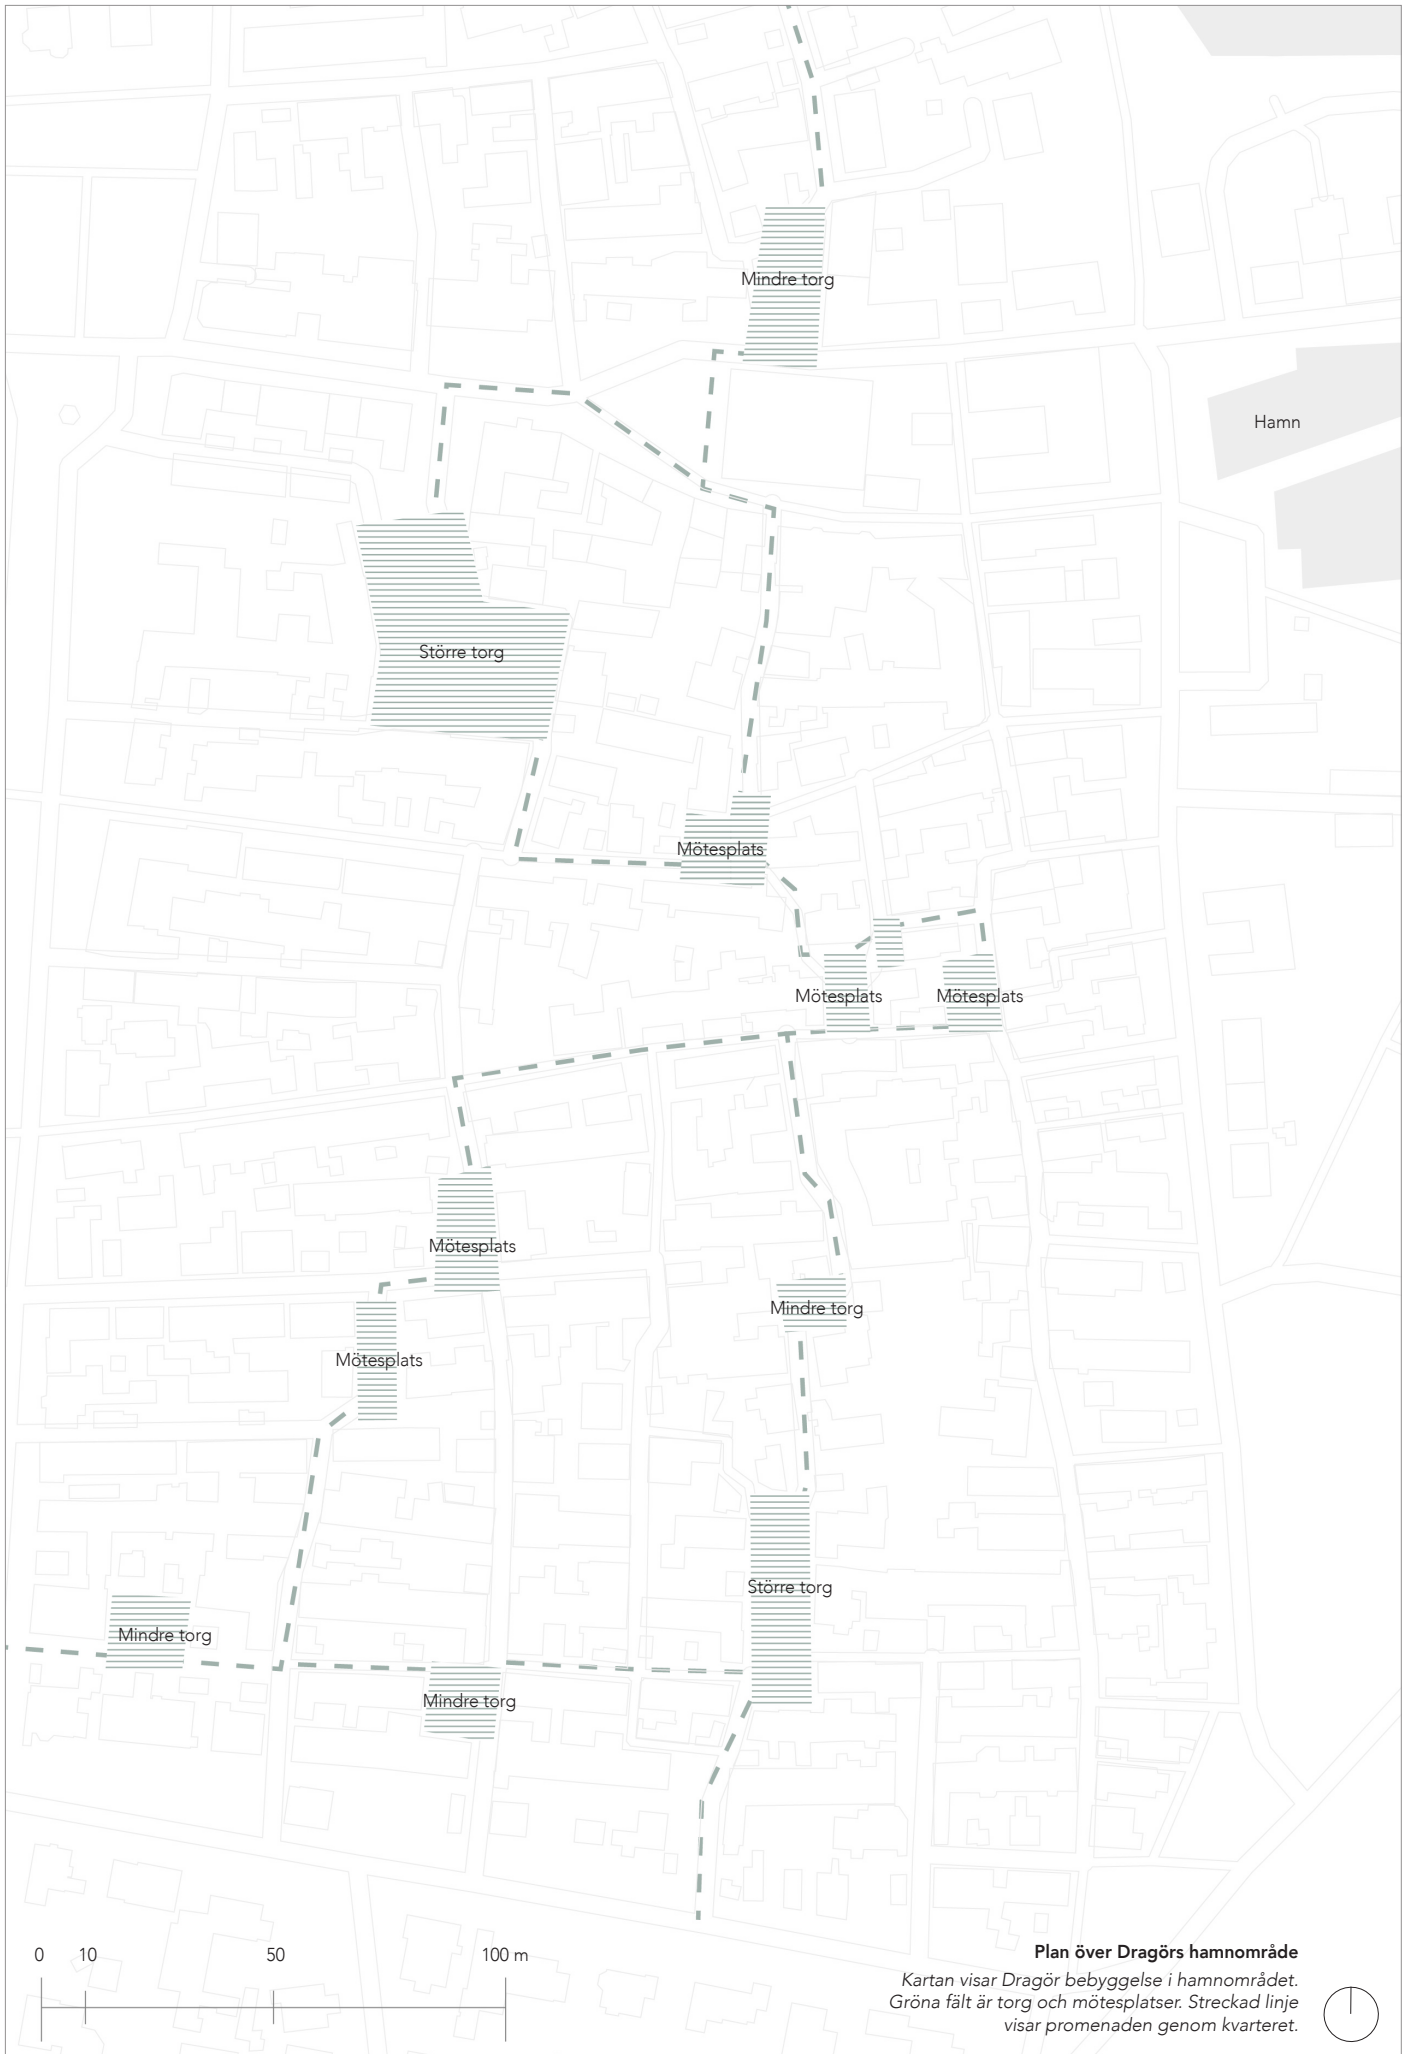 Mindre torg
Hamn
Större torg
Mötesplats
Mötesplats
Mötesplats
Mötesplats
Mindre torg
Mötesplats
Större torg
Mindre torg
Mindre torg
0 10 50 100 m
Plan över Dragörs hamnområde
Kartan visar Dragör bebyggelse i hamnområdet.
Gröna fält är torg och mötesplatser. Streckad linje
visar promenaden genom kvarteret.